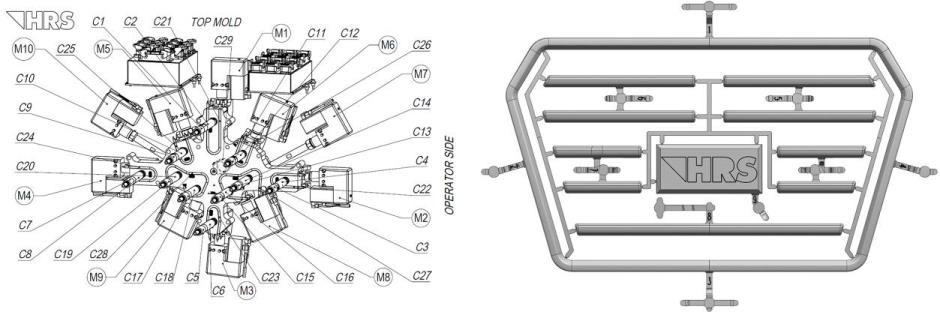 HRS
C1
C2
C21
TOP MOLD
M1
C11
C12
C29
M10
C25
M5
M6
C26
C10
M7
C9
C14
C24
C13
C20
C4
M4
C22
OPERATOR SIDE
M2
C7
C3
C8
C19
C28
M9
C17
C18
C5
C6
M3
C23
C15
C16
M8
C27
1
HRS
8